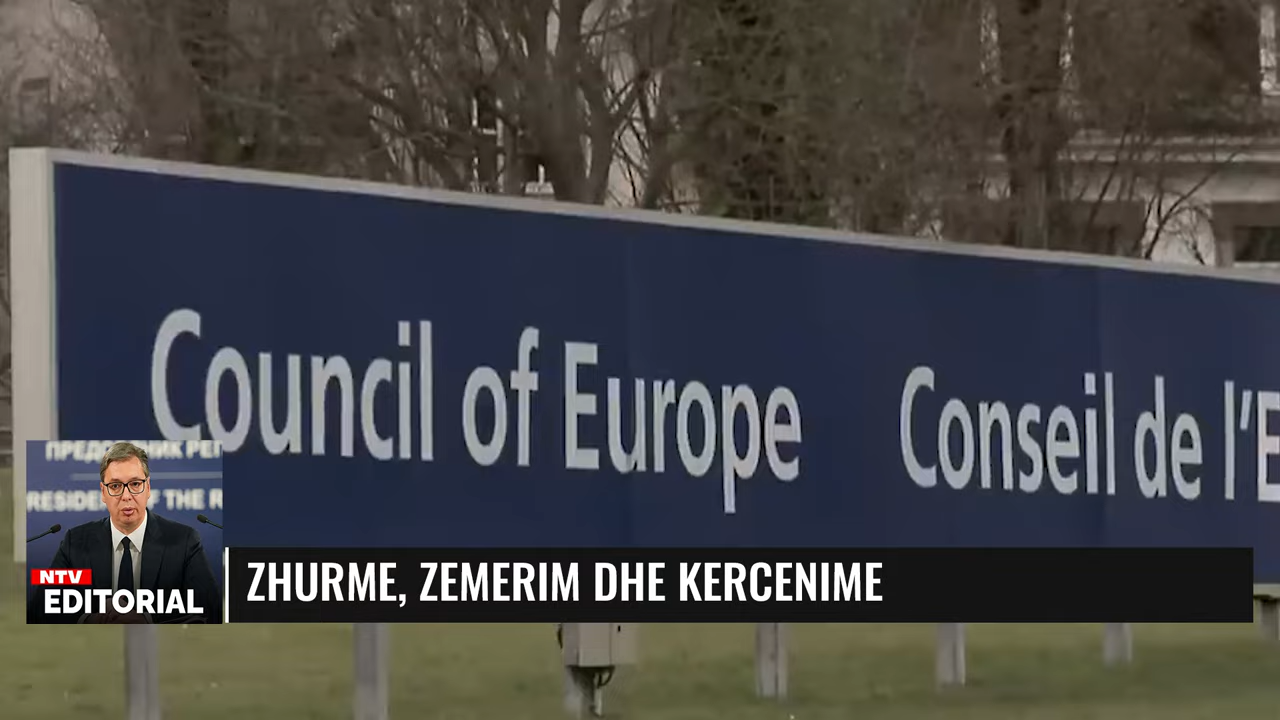 Council of Europe Conseil de l'E
NTV
EDITORIAL
ZHURME, ZEMERIM DHE KERCENIME